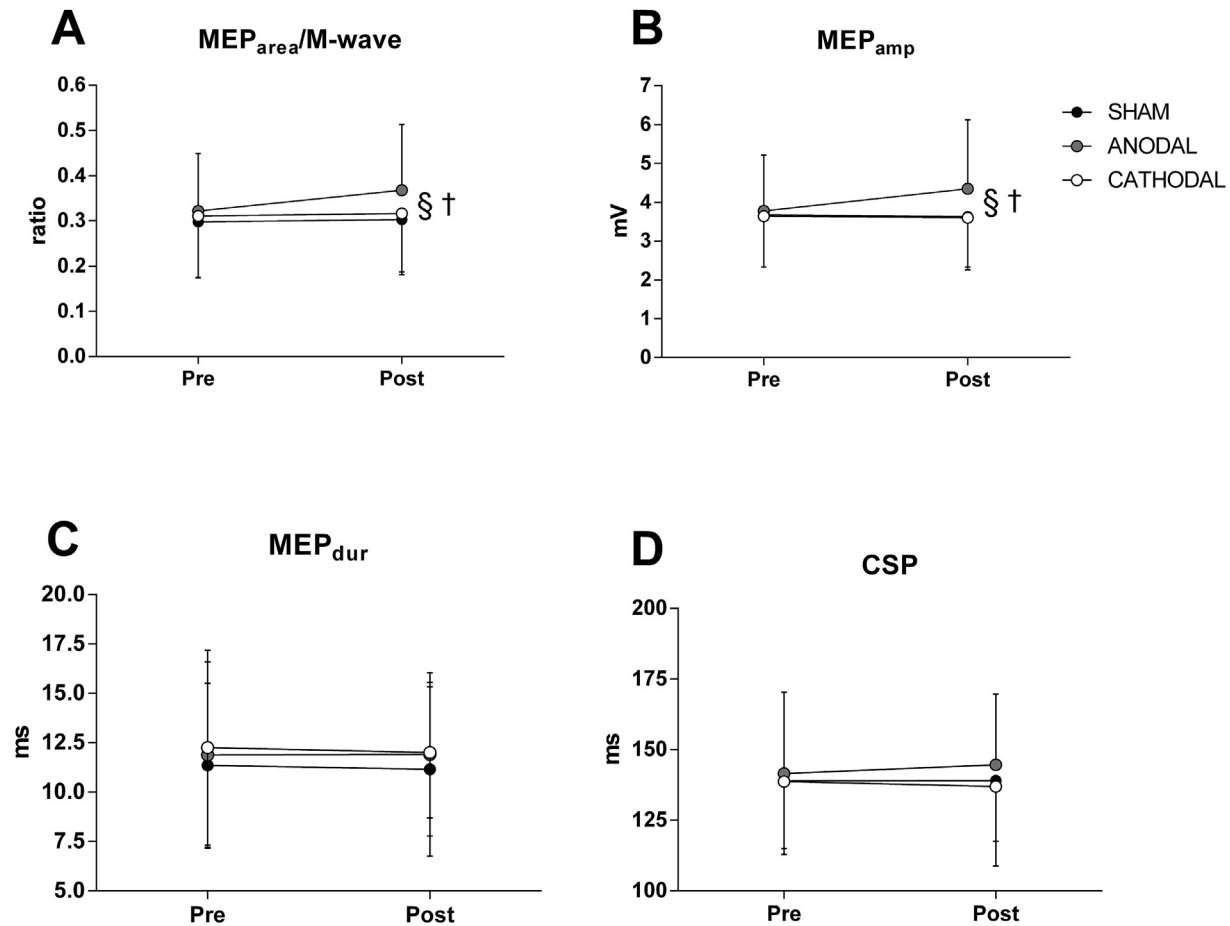 A
MEParea/M-wave
0.6
0.5
0.4
0.3
0.2
0.1
0.0
ratio
§ †
Pre Post
B
MEPamp
7
6
5
4
3
2
1
0
mV
§ †
Pre Post
SHAM
ANODAL
CATHODAL
C
MEPdur
20.0
17.5
15.0
12.5
10.0
7.5
5.0
ms
Pre Post
D
CSP
200
175
150
125
100
ms
Pre Post